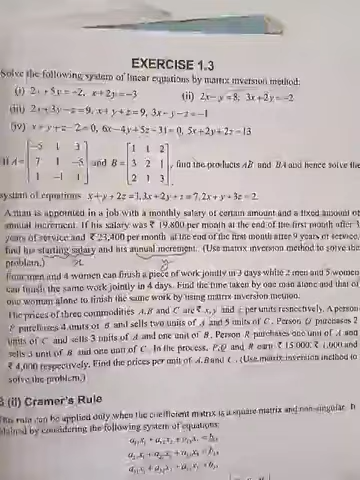 EXERCISE 1.3
Solve the following system of linear equations by matrix inversion method:
(i) 2x + 5y = −2, x + 2y = −3 (ii) 2x − y = 8, 3x + 2y = −2
(iii) 2x + 3y − z = 9, x + y + z = 9, 3x − y − z = −1
(iv) x + y + z − 2 = 0, 6x − 4y + 5z − 31 = 0, 5x + 2y + 2z = 13
If A = [−5 1 3; 7 1 −5; 1 −1 1] and B = [1 1 2; 3 2 1; 2 1 3], find the products AB and BA and hence solve the
system of equations x + y + 2z = 1, 3x + 2y + z = 7, 2x + y + 3z = 2.
A man is appointed in a job with a monthly salary of certain amount and a fixed amount of
annual increment. If his salary was ₹ 19,800 per month at the end of the first month after 3
years of service and ₹ 23,400 per month at the end of the first month after 9 years of service,
find his starting salary and his annual increment. (Use matrix inversion method to solve the
problem.) x y
Four men and 4 women can finish a piece of work jointly in 3 days while 2 men and 5 women
can finish the same work jointly in 4 days. Find the time taken by one man alone and that of
one woman alone to finish the same work by using matrix inversion method.
The prices of three commodities A, B and C are ₹ x, y and z per units respectively. A person
P purchases 4 units of B and sells two units of A and 5 units of C. Person Q purchases 2
units of C and sells 3 units of A and one unit of B. Person R purchases one unit of A and
sells 3 unit of B and one unit of C. In the process, P, Q and R earn ₹ 15,000, ₹ 1,000 and
₹ 4,000 respectively. Find the prices per unit of A, B and C. (Use matrix inversion method to
solve the problem.)
(ii) Cramer's Rule
This rule can be applied only when the coefficient matrix is a square matrix and non-singular. It
by considering the following system of equations:
a₁₁x₁ + a₁₂x₂ + a₁₃x₃ = b₁
a₂₁x₁ + a₂₂x₂ + a₂₃x₃ = b₂
a₃₁x₁ + a₃₂x₂ + a₃₃x₃ = b₃